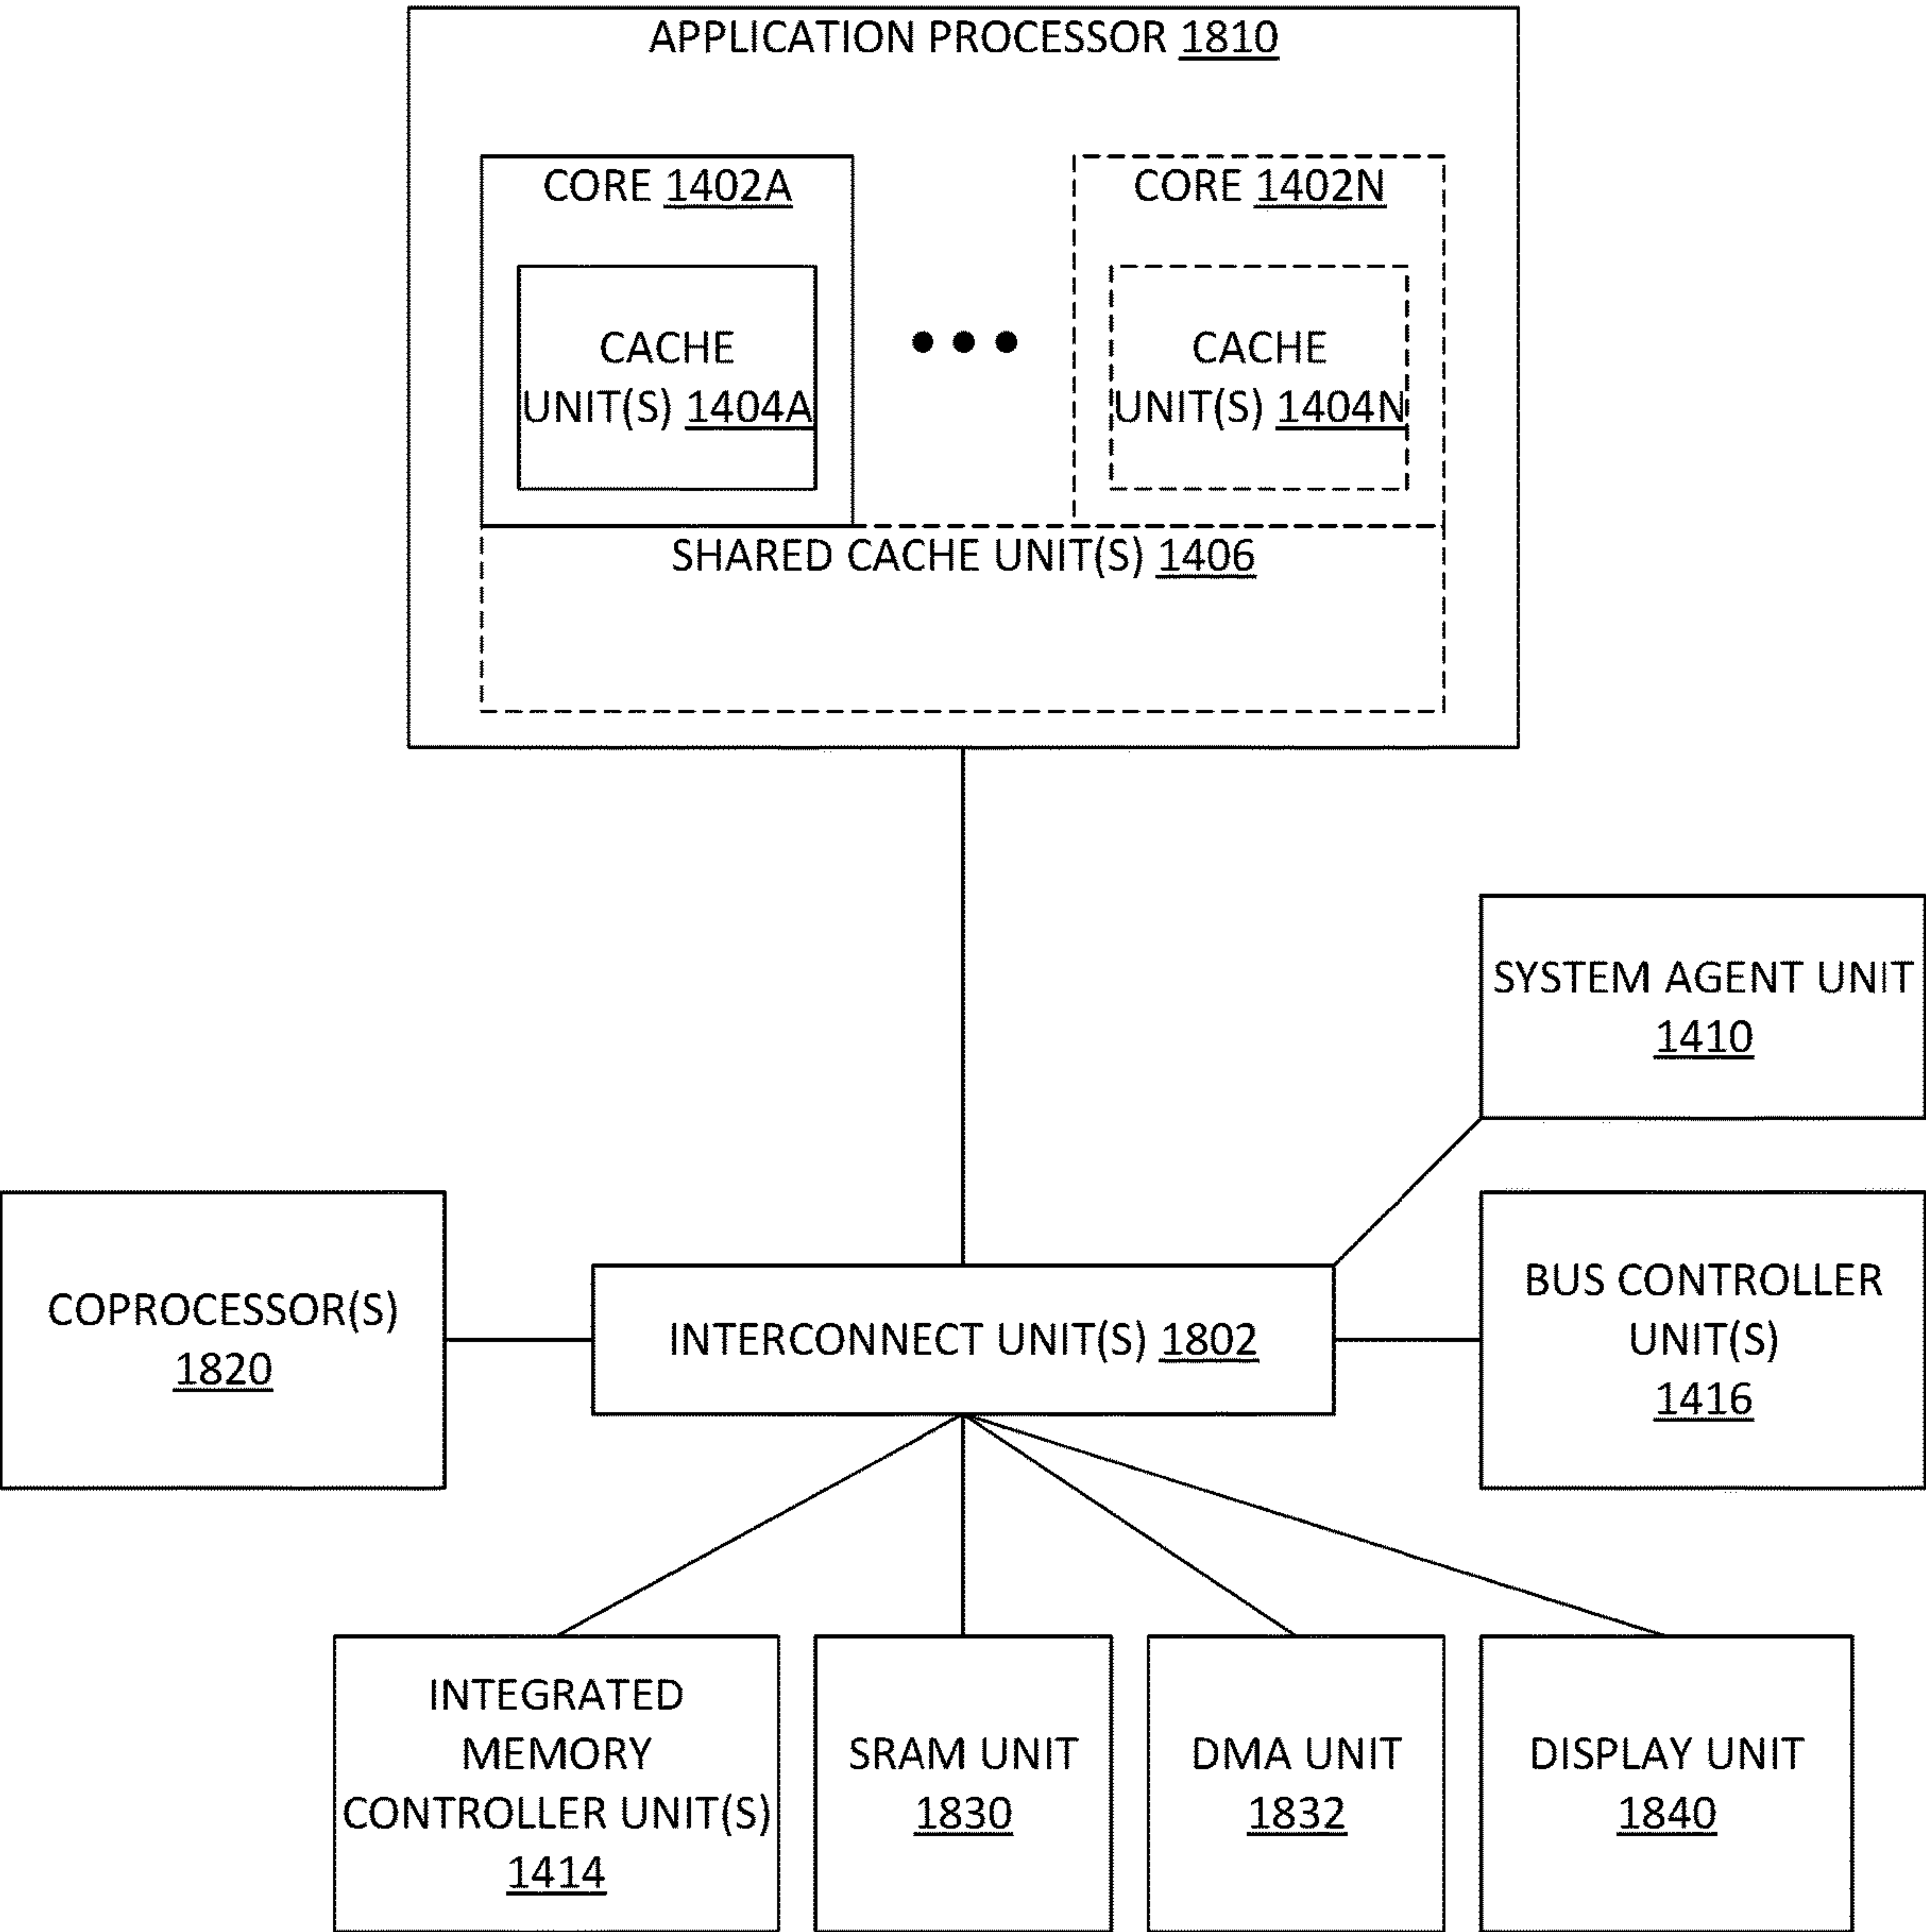 APPLICATION PROCESSOR 1810
CORE 1402A
CACHE
UNIT(S) 1404A
CORE 1402N
CACHE
UNIT(S) 1404N
SHARED CACHE UNIT(S) 1406
SYSTEM AGENT UNIT
1410
COPROCESSOR(S)
1820
INTERCONNECT UNIT(S) 1802
BUS CONTROLLER
UNIT(S)
1416
INTEGRATED
MEMORY
CONTROLLER UNIT(S)
1414
SRAM UNIT
1830
DMA UNIT
1832
DISPLAY UNIT
1840